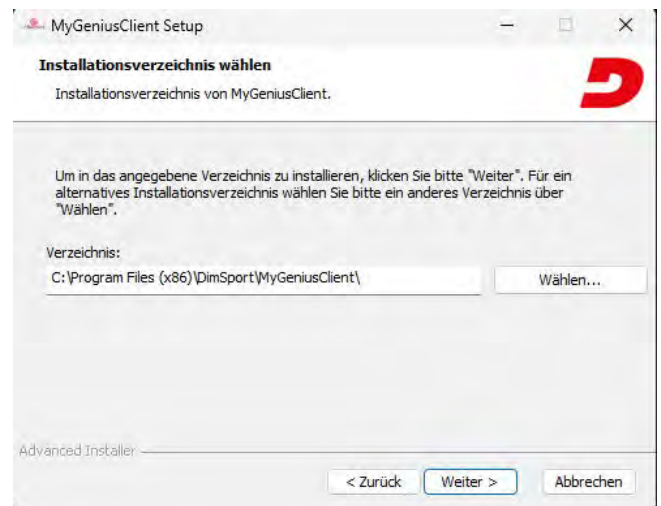 MyGeniusClient Setup
Installationsverzeichnis wählen
Installationsverzeichnis von MyGeniusClient.
Um in das angegebene Verzeichnis zu installieren, klicken Sie bitte "Weiter". Für ein
alternatives Installationsverzeichnis wählen Sie bitte ein anderes Verzeichnis über
"Wählen".
Verzeichnis:
C:\Program Files (x86)\DimSport\MyGeniusClient\
Wählen...
Advanced Installer
< Zurück
Weiter >
Abbrechen